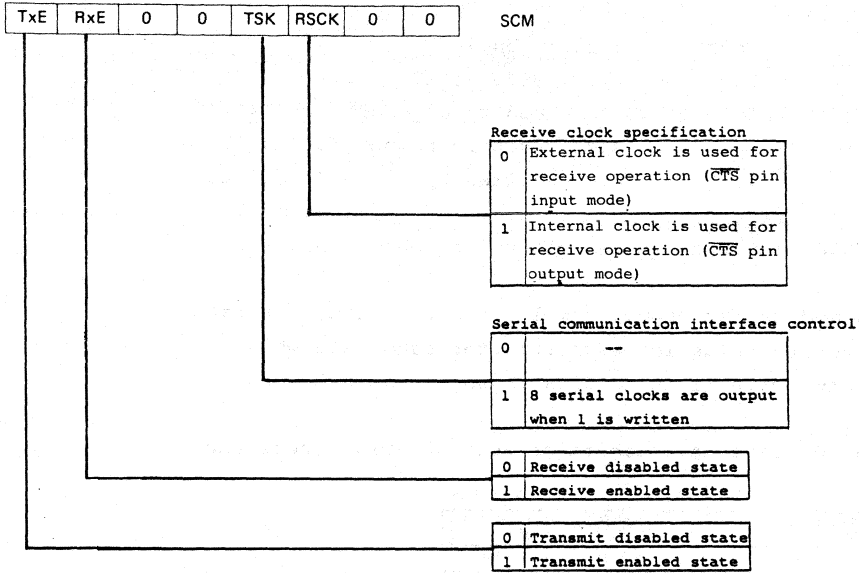 TxE RxE 0 0 TSK RSCK 0 0 SCM
Receive clock specification
0 External clock is used for
receive operation (C̅T̅S̅ pin
input mode)
1 Internal clock is used for
receive operation (C̅T̅S̅ pin
output mode)
Serial communication interface control
0 --
1 8 serial clocks are output
when 1 is written
0 Receive disabled state
1 Receive enabled state
0 Transmit disabled state
1 Transmit enabled state